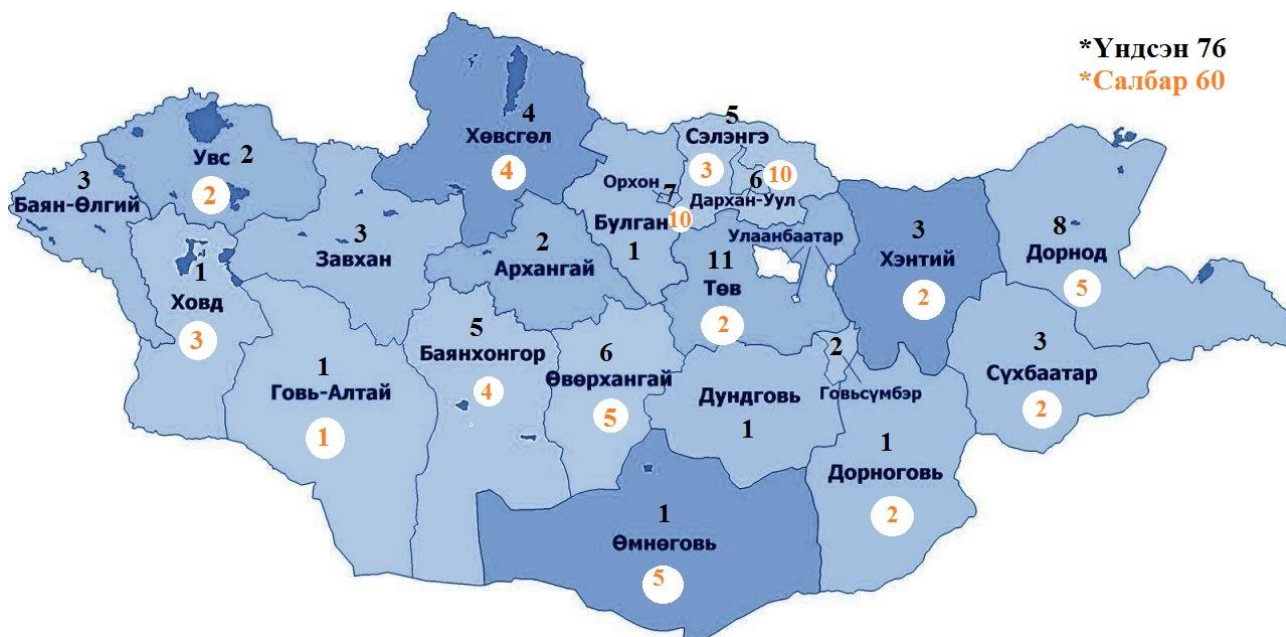 *Үндсэн 76
*Салбар 60
4
Хөвсгөл
4
5
Сэлэнгэ
3
2
Увс
2
3
Баян-Өлгий
7
Орхон
10
6
10
Дархан-Уул
Булган
1
1
Ховд
3
3
Завхан
2
Архангай
Улаанбаатар
11
Төв
2
3
Хэнтий
2
8
Дорнод
5
1
Говь-Алтай
1
5
Баянхонгор
4
6
Өвөрхангай
5
Дундговь
1
2
Говьсүмбэр
3
Сүхбаатар
2
1
Дорноговь
2
1
Өмнөговь
5